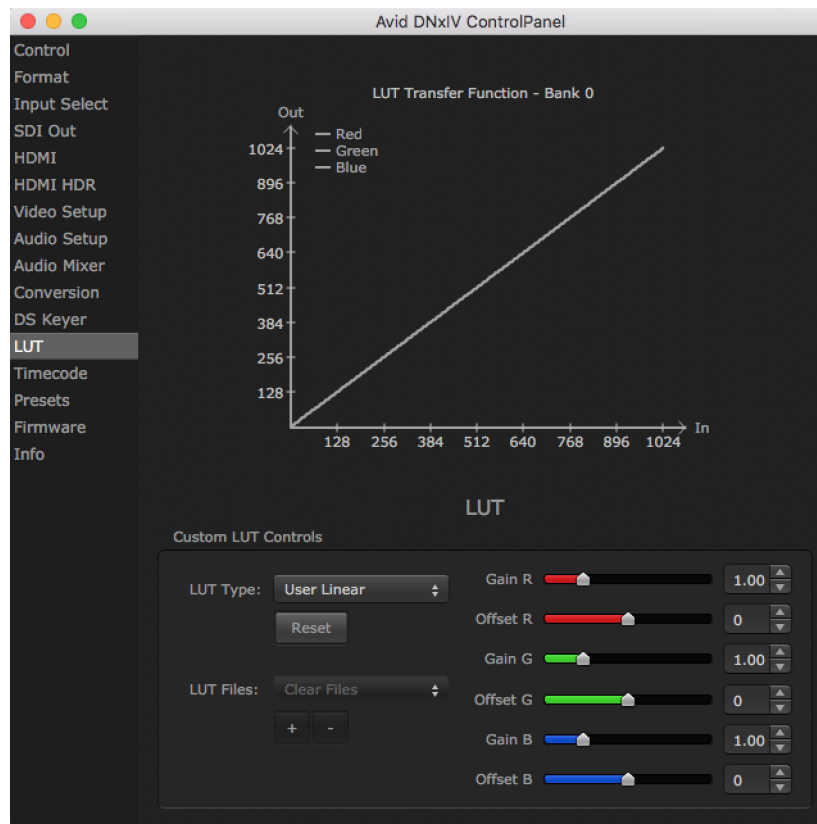 Avid DNxIV ControlPanel
Control
Format
Input Select
SDI Out
HDMI
HDMI HDR
Video Setup
Audio Setup
Audio Mixer
Conversion
DS Keyer
LUT
Timecode
Presets
Firmware
Info
LUT Transfer Function - Bank 0
Out
Red
Green
Blue
1024
896
768
640
512
384
256
128
128 256 384 512 640 768 896 1024
In
LUT
Custom LUT Controls
LUT Type: User Linear
Reset
LUT Files: Clear Files
+ -
Gain R 1.00
Offset R 0
Gain G 1.00
Offset G 0
Gain B 1.00
Offset B 0